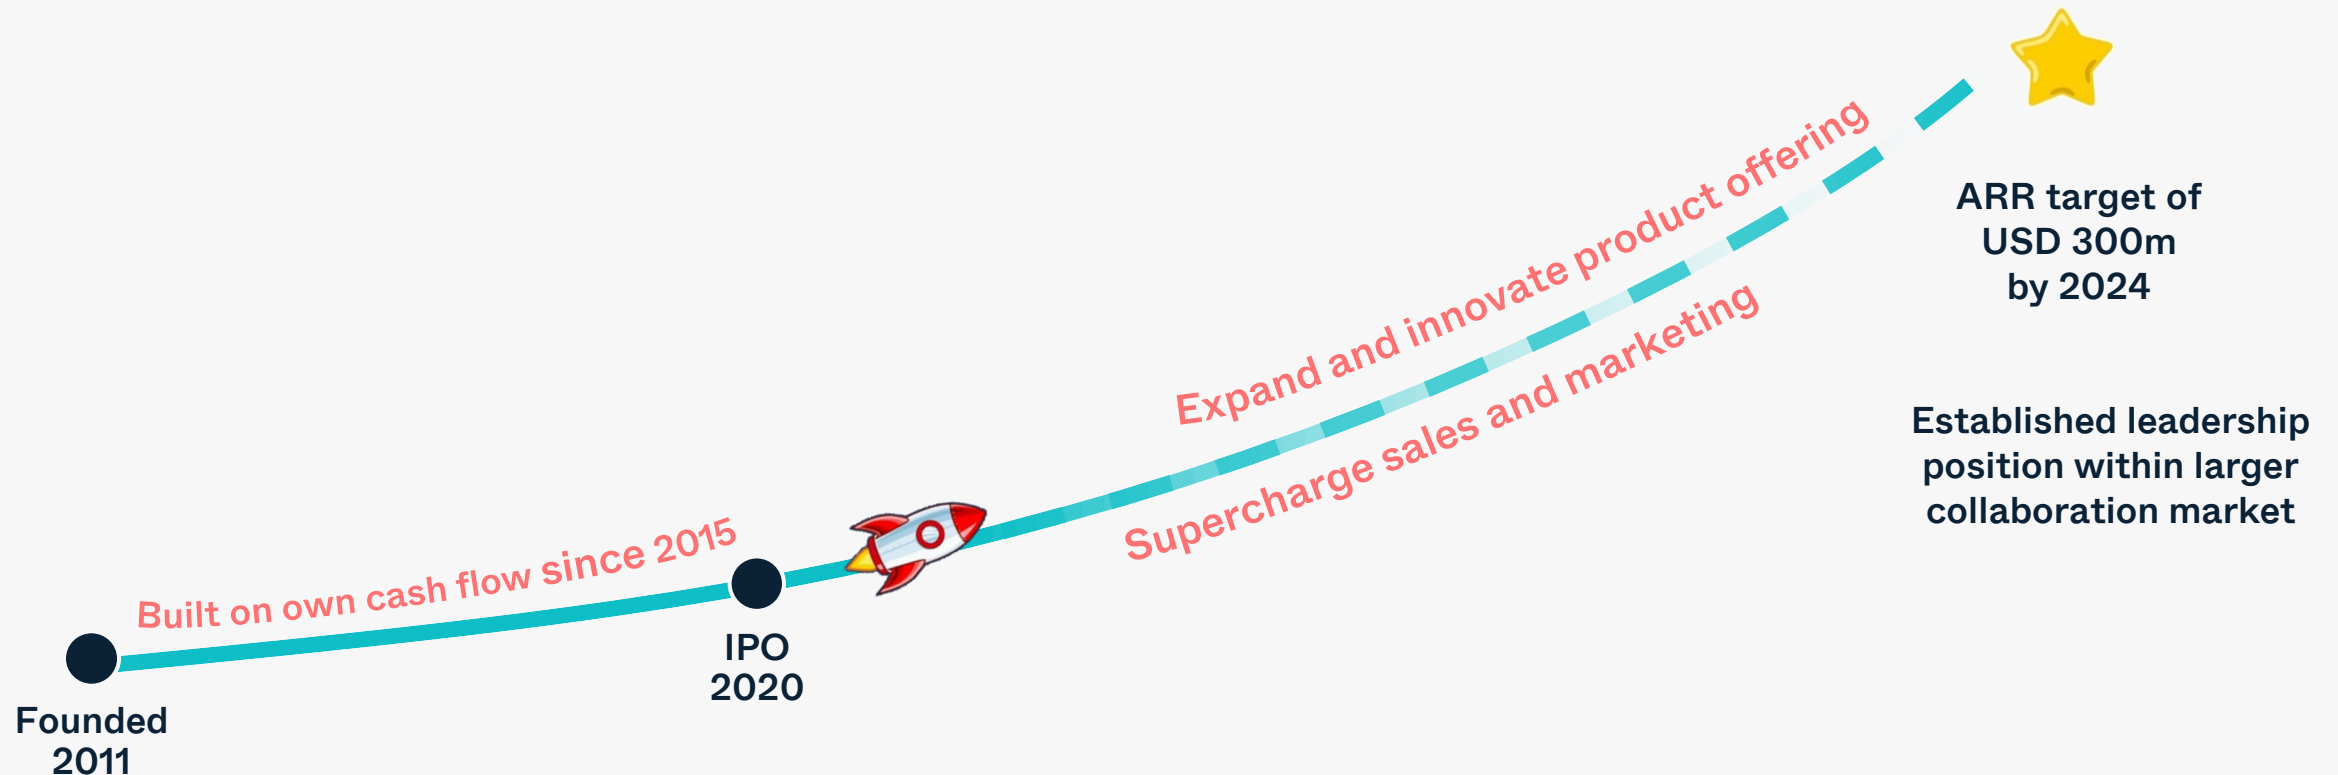 Founded
2011
Built on own cash flow since 2015
IPO
2020
Expand and innovate product offering
Supercharge sales and marketing
ARR target of
USD 300m
by 2024
Established leadership
position within larger
collaboration market